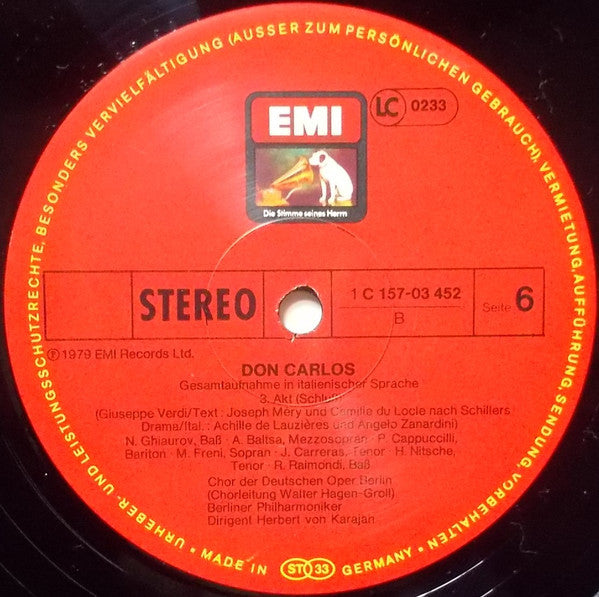 URHEBER- UND LEISTUNGSSCHUTZRECHTE, BESONDERS VERVIELFÄLTIGUNG (AUSSER ZUM PERSÖNLICHEN GEBRAUCH), VERMIETUNG, AUFFÜHRUNG, SENDUNG, VORBEHALTEN •
EMI
LC 0233
Die Stimme seines Herrn
STEREO
1 C 157-03 452
B
Seite 6
Ⓟ 1979 EMI Records Ltd.
DON CARLOS
Gesamtaufnahme in italienischer Sprache
3. Akt (Schluß)
(Giuseppe Verdi/Text : Joseph Méry und Camille du Locle nach Schillers
Drama/Ital.: Achille de Lauzières und Angelo Zanardini)
N. Ghiaurov, Baß · A. Baltsa, Mezzosopran · P. Cappuccilli,
Bariton · M. Freni, Sopran · J. Carreras, Tenor · H. Nitsche,
Tenor · R. Raimondi, Baß
Chor der Deutschen Oper Berlin
(Chorleitung Walter Hagen-Groll)
Berliner Philharmoniker
Dirigent Herbert von Karajan
• MADE IN ST 33 GERMANY •